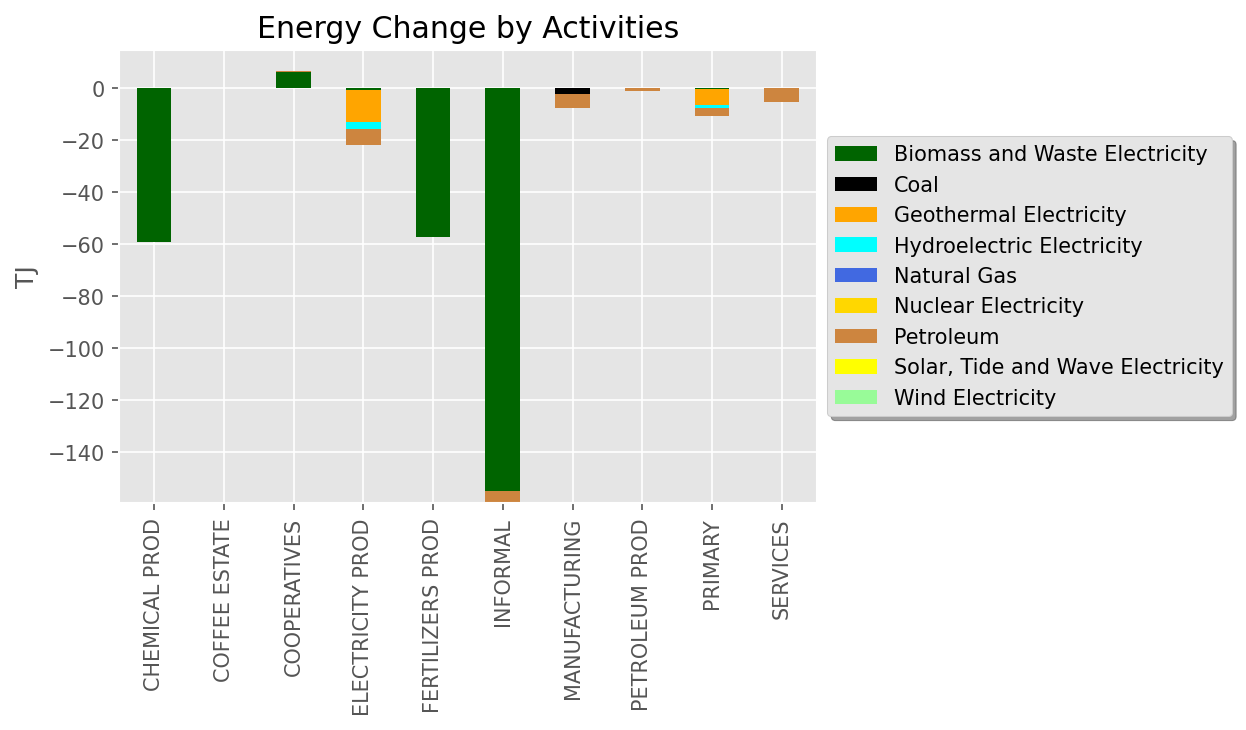 Energy Change by Activities
TJ
0
−20
−40
−60
−80
−100
−120
−140
CHEMICAL PROD
COFFEE ESTATE
COOPERATIVES
ELECTRICITY PROD
FERTILIZERS PROD
INFORMAL
MANUFACTURING
PETROLEUM PROD
PRIMARY
SERVICES
Biomass and Waste Electricity
Coal
Geothermal Electricity
Hydroelectric Electricity
Natural Gas
Nuclear Electricity
Petroleum
Solar, Tide and Wave Electricity
Wind Electricity